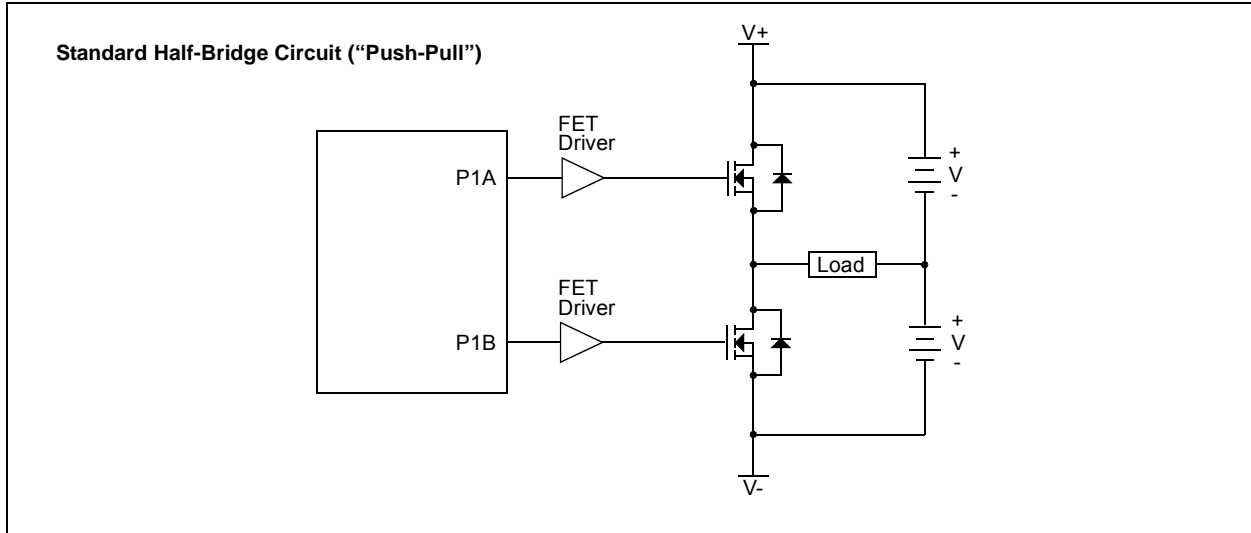 Standard Half-Bridge Circuit (“Push-Pull”)
V+
FET
Driver
P1A
+
V
-
Load
FET
Driver
P1B
+
V
-
V-